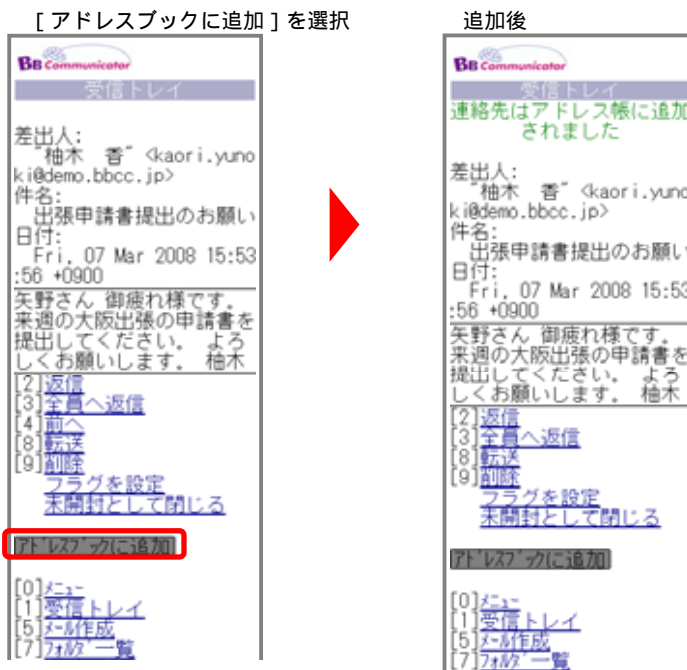 [アドレスブックに追加]を選択
BB Communicator
受信トレイ
差出人:
"柚木　香" <kaori.yuno
ki@demo.bbcc.jp>
件名:
出張申請書提出のお願い
日付:
Fri, 07 Mar 2008 15:53
:56 +0900
矢野さん 御疲れ様です。
来週の大阪出張の申請書を
提出してください。 よろ
しくお願いします。 柚木
[2]返信
[3]全員へ返信
[4]前へ
[8]転送
[9]削除
フラグを設定
未開封として閉じる
ｱﾄﾞﾚｽﾌﾞｯｸに追加
[0]ﾒﾆｭｰ
[1]受信トレイ
[5]ﾒｰﾙ作成
[7]ﾌｫﾙﾀﾞ一覧
追加後
BB Communicator
受信トレイ
連絡先はアドレス帳に追加
されました
差出人:
"柚木　香" <kaori.yuno
ki@demo.bbcc.jp>
件名:
出張申請書提出のお願い
日付:
Fri, 07 Mar 2008 15:53
:56 +0900
矢野さん 御疲れ様です。
来週の大阪出張の申請書を
提出してください。 よろ
しくお願いします。 柚木
[2]返信
[3]全員へ返信
[8]転送
[9]削除
フラグを設定
未開封として閉じる
ｱﾄﾞﾚｽﾌﾞｯｸに追加
[0]ﾒﾆｭｰ
[1]受信トレイ
[5]ﾒｰﾙ作成
[7]ﾌｫﾙﾀﾞ一覧